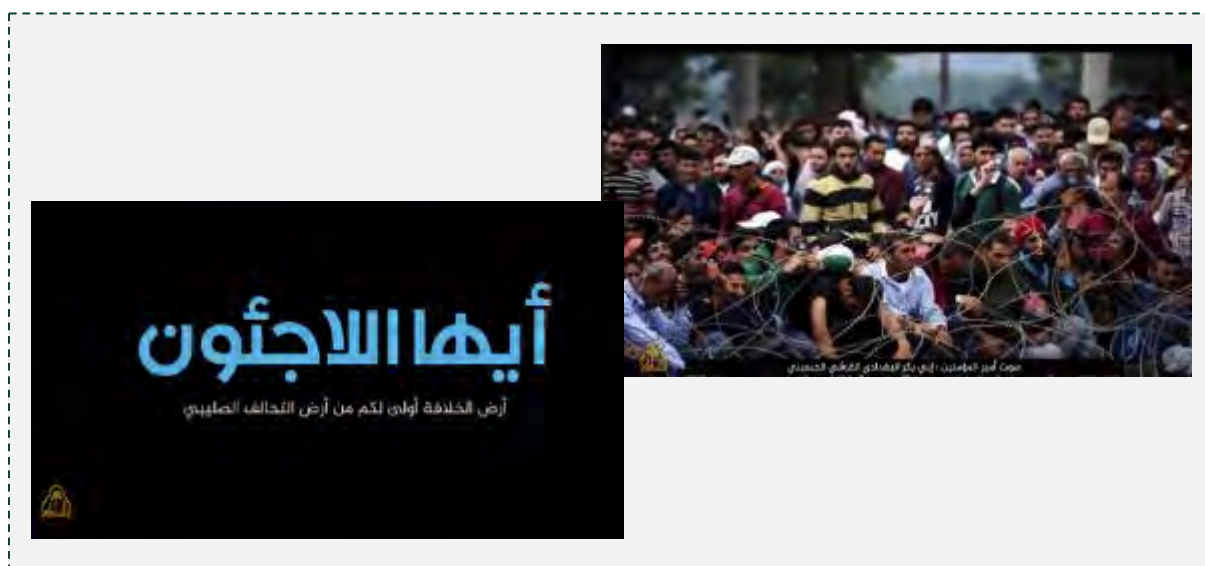 أيها اللاجئون
أرض الخلافة أولى لكم من أرض التحالف الصليبي
صوت أمير المؤمنين : أبي بكر البغدادي القرشي الحسيني